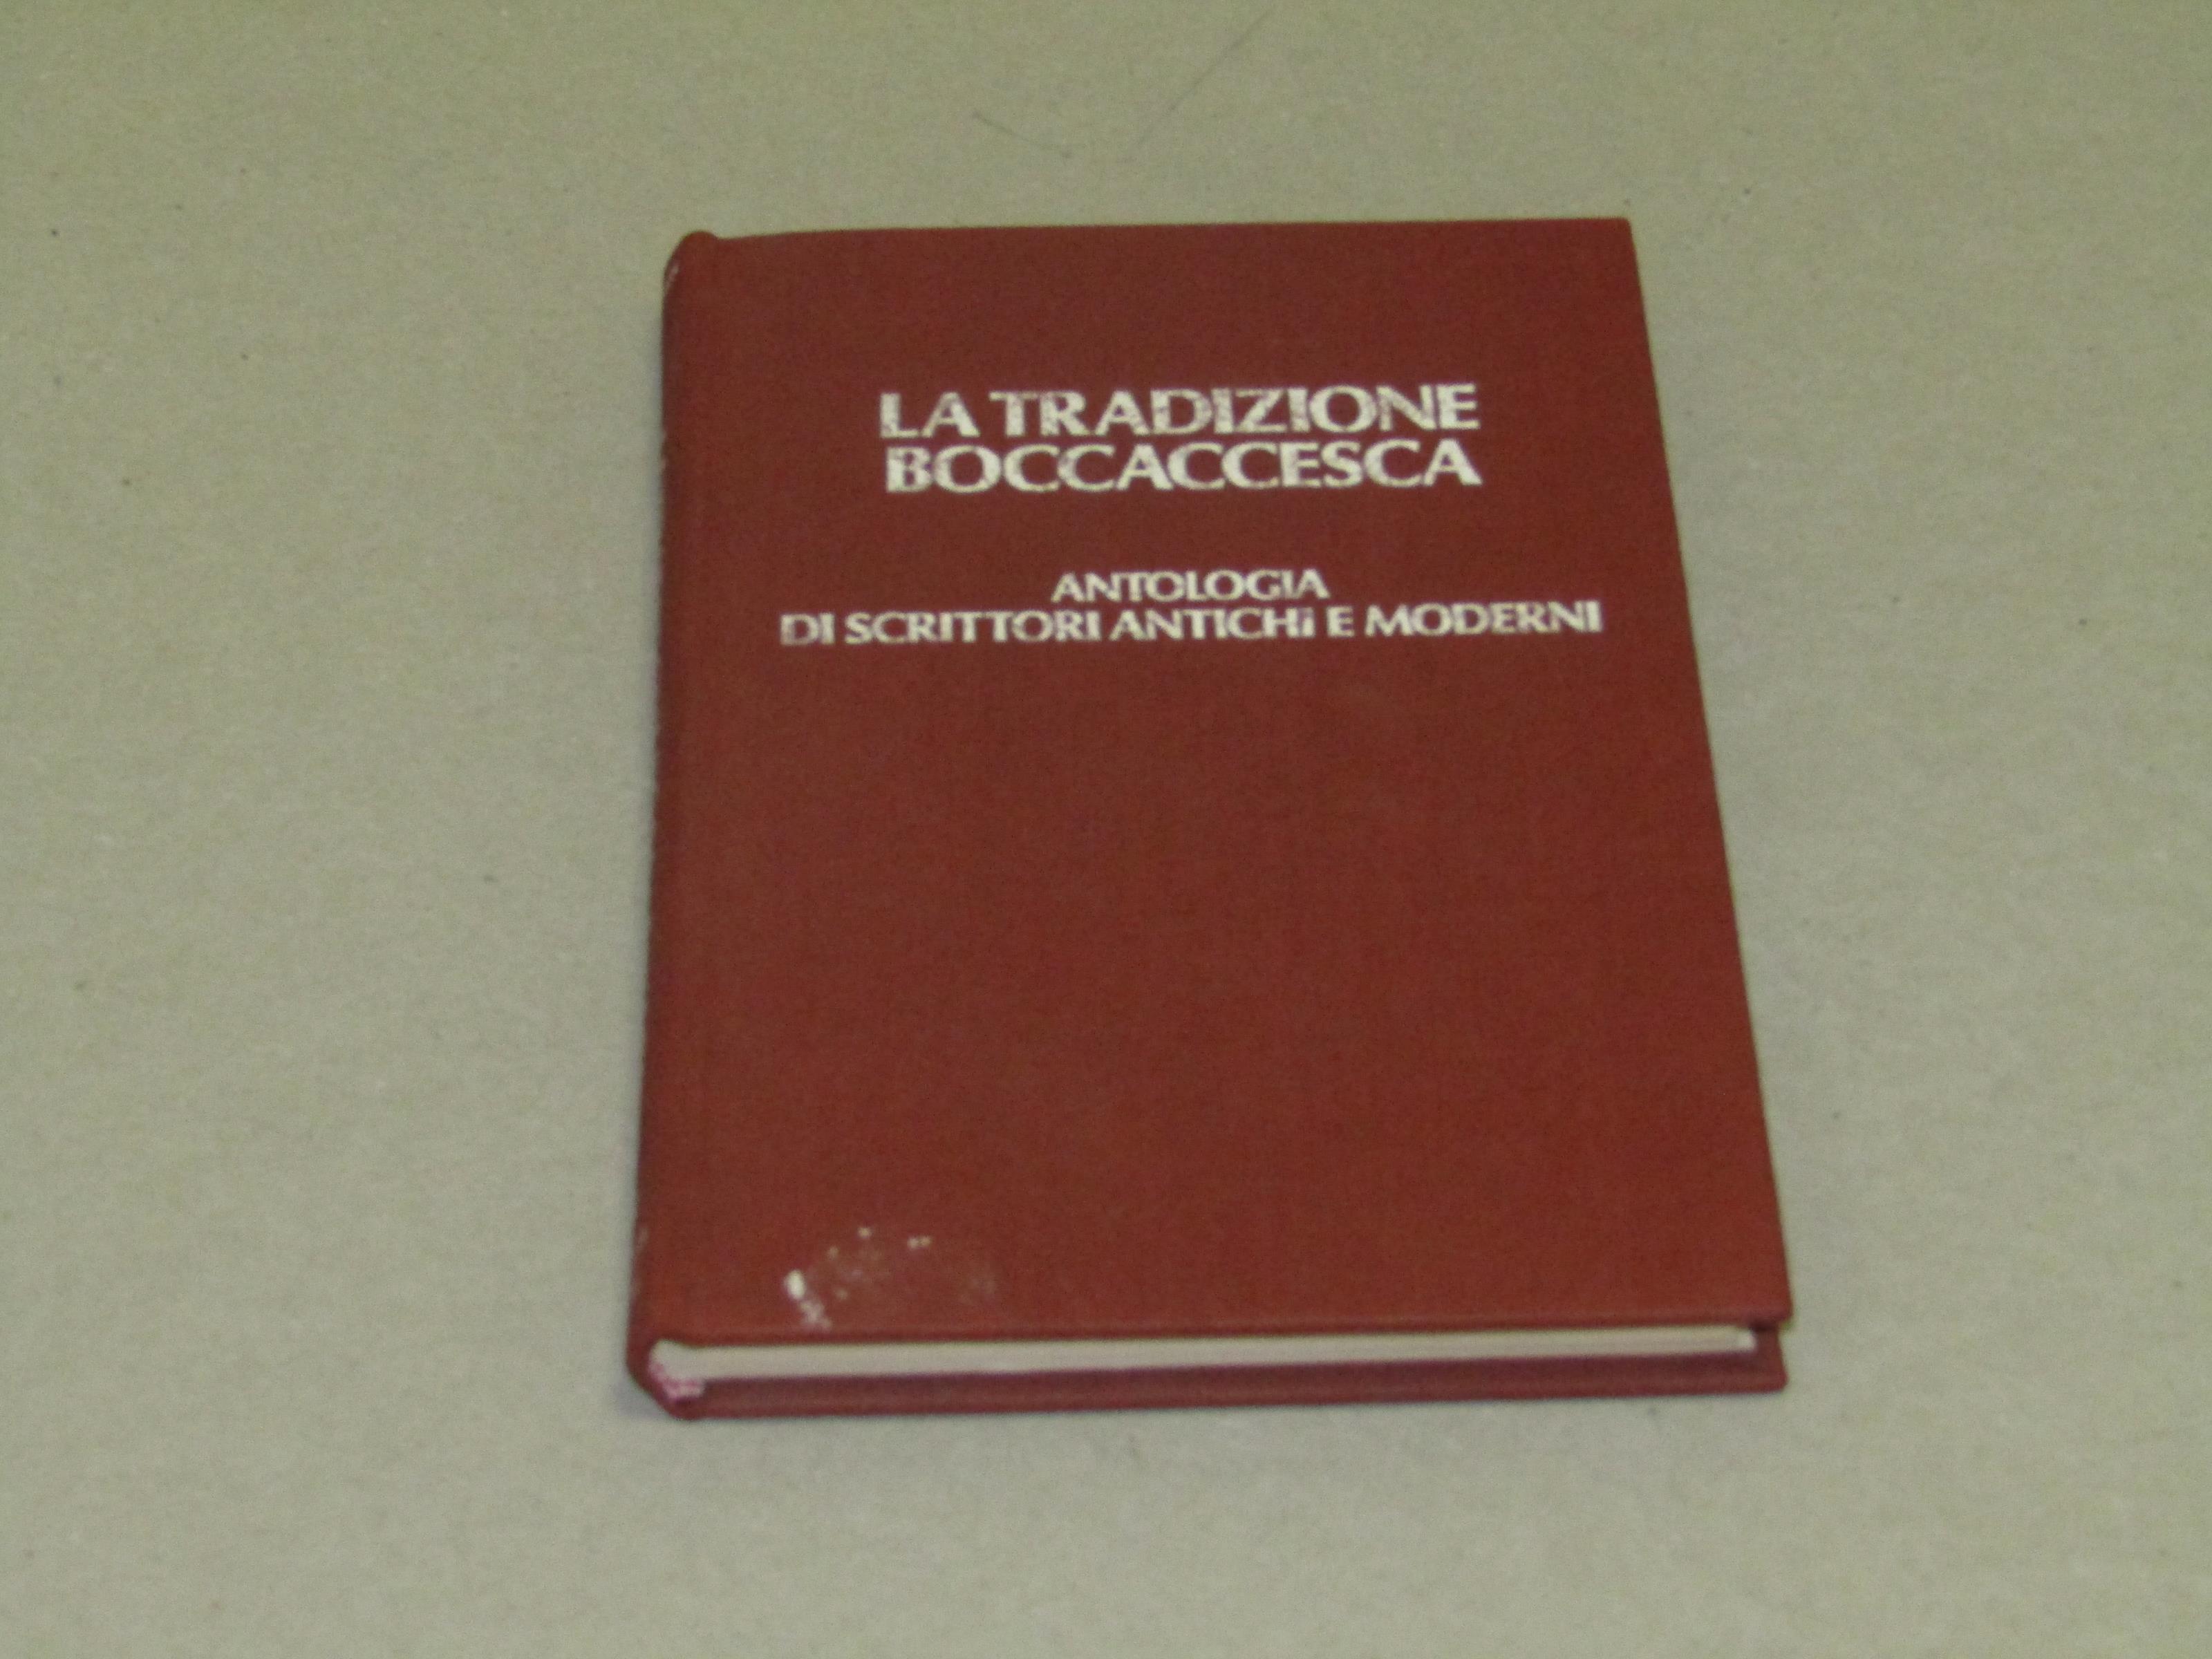 LA TRADIZIONE
BOCCACCESCA
ANTOLOGIA
DI SCRITTORI ANTICHi E MODERNI